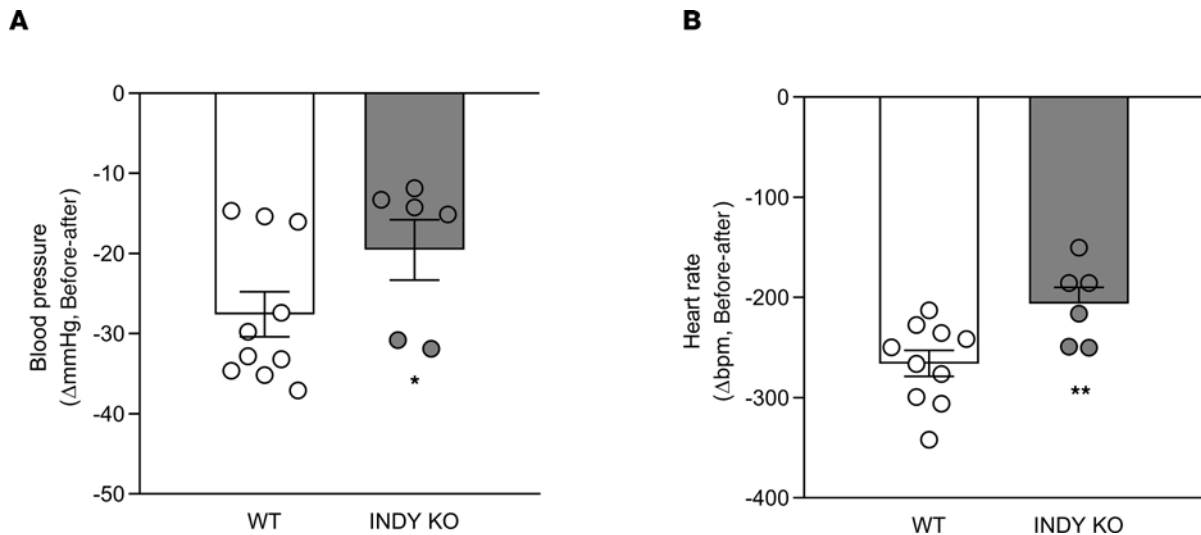 A
Blood pressure
(ΔmmHg, Before-after)
0
-10
-20
-30
-40
-50
*
WT
INDY KO
B
Heart rate
(Δbpm, Before-after)
0
-100
-200
-300
-400
**
WT
INDY KO